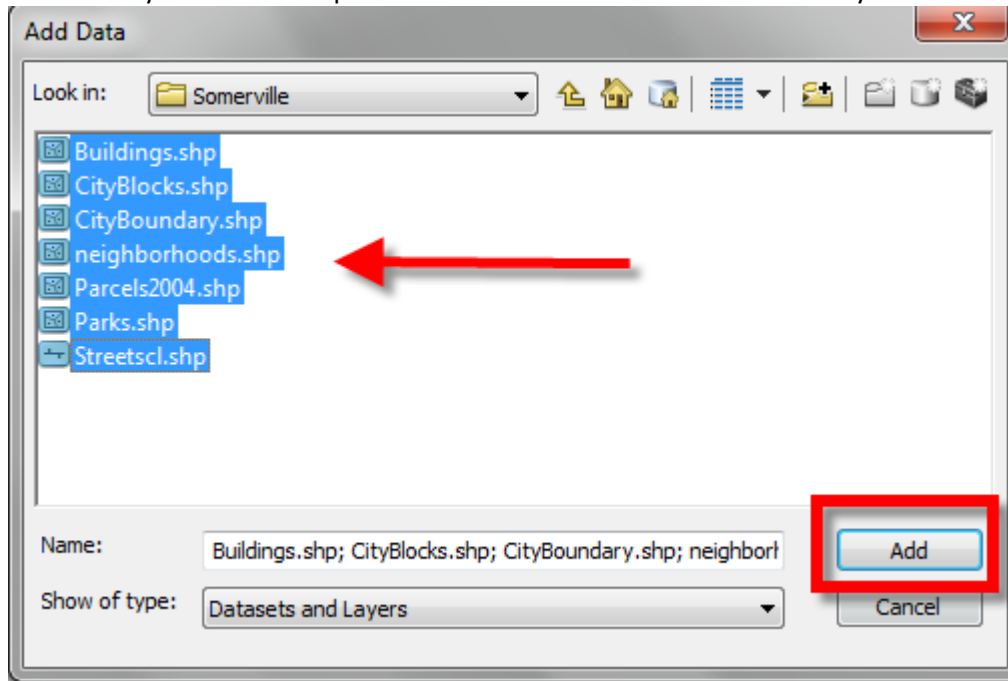 Add Data
Look in: Somerville
Buildings.shp
CityBlocks.shp
CityBoundary.shp
neighborhoods.shp
Parcels2004.shp
Parks.shp
Streetscl.shp
Name: Buildings.shp; CityBlocks.shp; CityBoundary.shp; neighborh
Add
Show of type: Datasets and Layers
Cancel